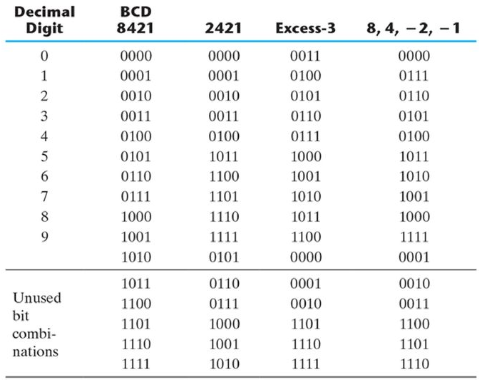 Decimal Digit BCD 8421 2421 Excess-3 8, 4, −2, −1
0 0000 0000 0011 0000
1 0001 0001 0100 0111
2 0010 0010 0101 0110
3 0011 0011 0110 0101
4 0100 0100 0111 0100
5 0101 1011 1000 1011
6 0110 1100 1001 1010
7 0111 1101 1010 1001
8 1000 1110 1011 1000
9 1001 1111 1100 1111
1010 0101 0000 0001
1011 0110 0001 0010
Unused 1100 0111 0010 0011
bit 1101 1000 1101 1100
combi- 1110 1001 1110 1101
nations 1111 1010 1111 1110